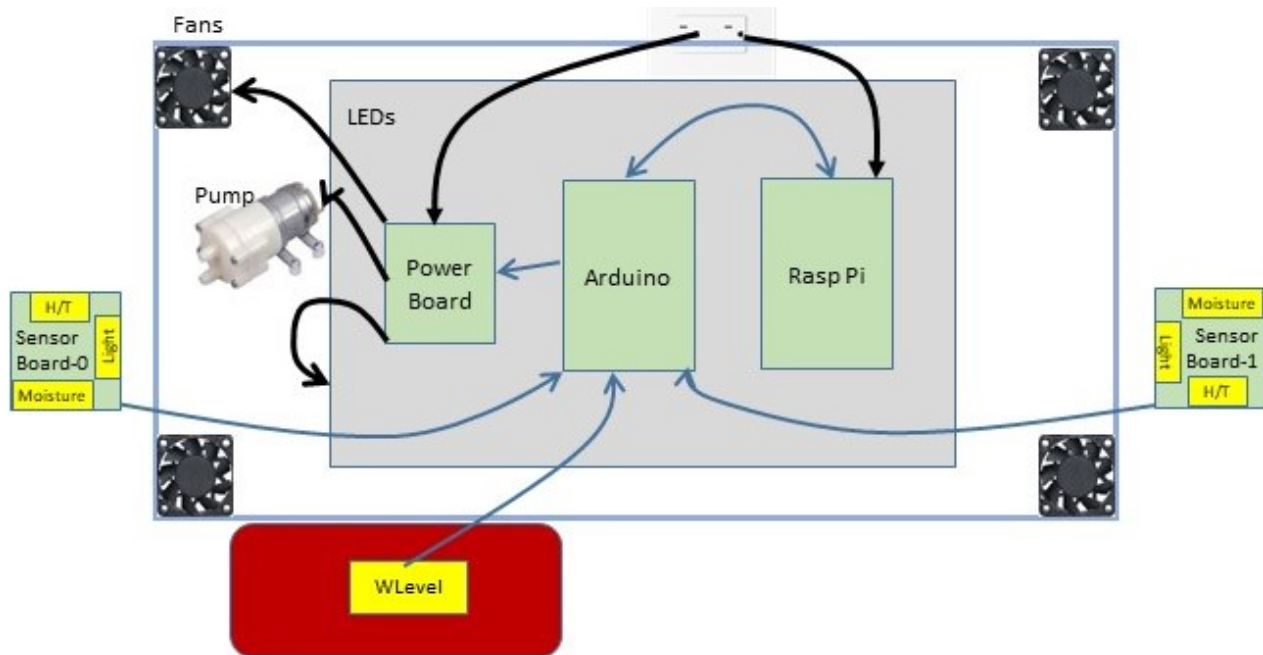 Fans
LEDs
Pump
Power
Board
Arduino
Rasp Pi
H/T
Sensor
Board-0
Light
Moisture
Moisture
Light
Sensor
Board-1
H/T
WLevel